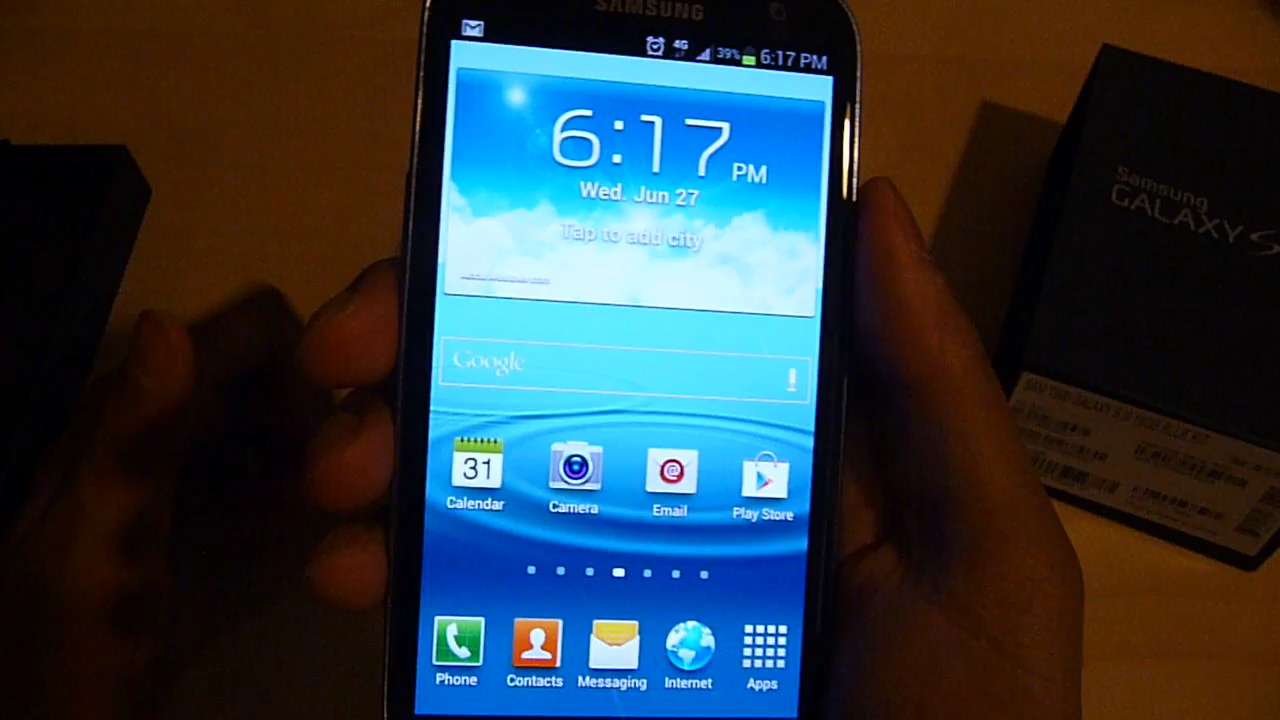 SAMSUNG
4G 39% 6:17 PM
6:17 PM
Wed. Jun 27
Tap to add city
Google
31
Calendar
Camera
Email
Play Store
Phone
Contacts
Messaging
Internet
Apps
Samsung
GALAXY S